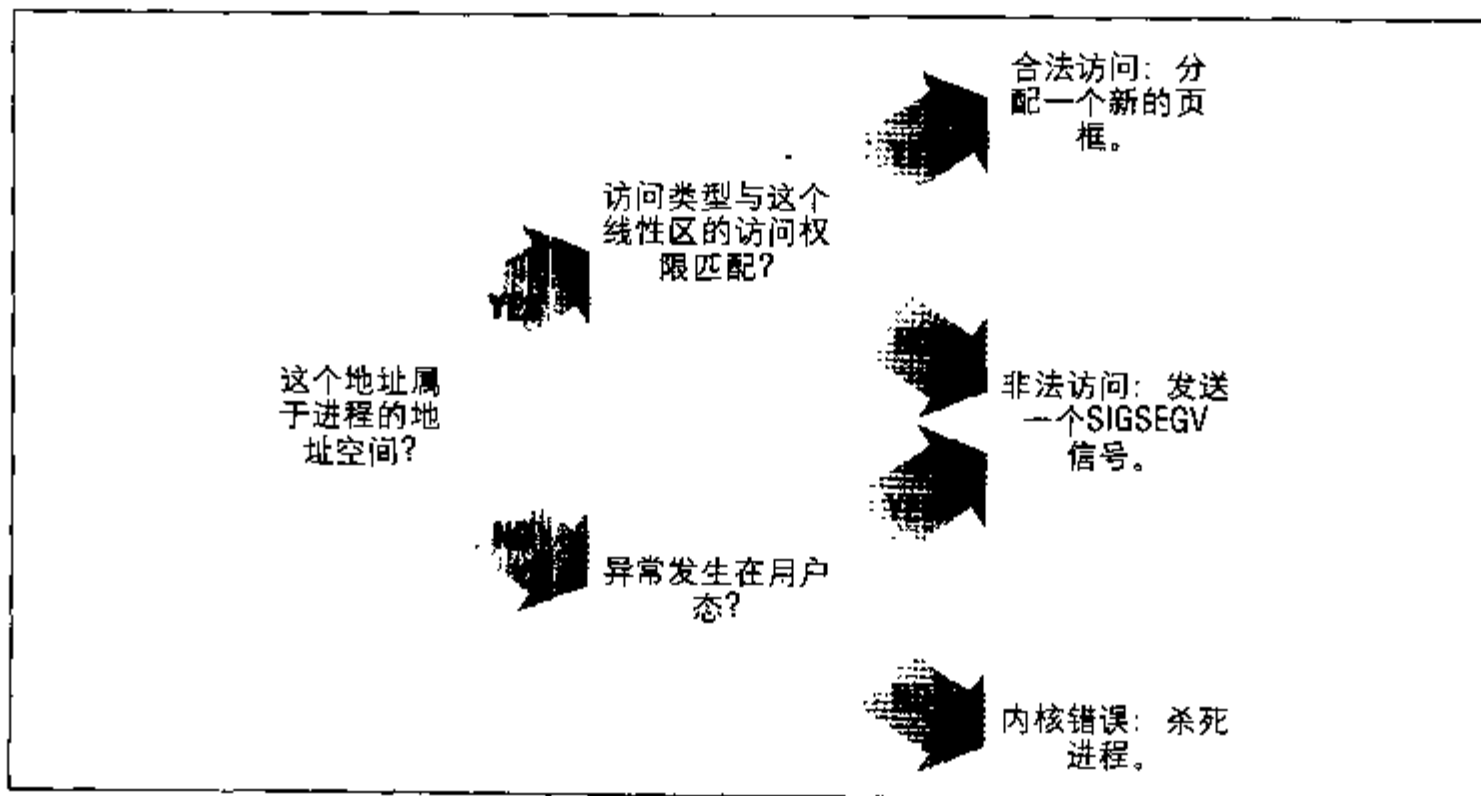 合法访问：分
配一个新的页
框。
访问类型与这个
线性区的访问权
限匹配？
YES
这个地址属
于进程的地
址空间？
非法访问：发送
一个SIGSEGV
信号。
YES
NO
异常发生在用户
态？
内核错误：杀死
进程。